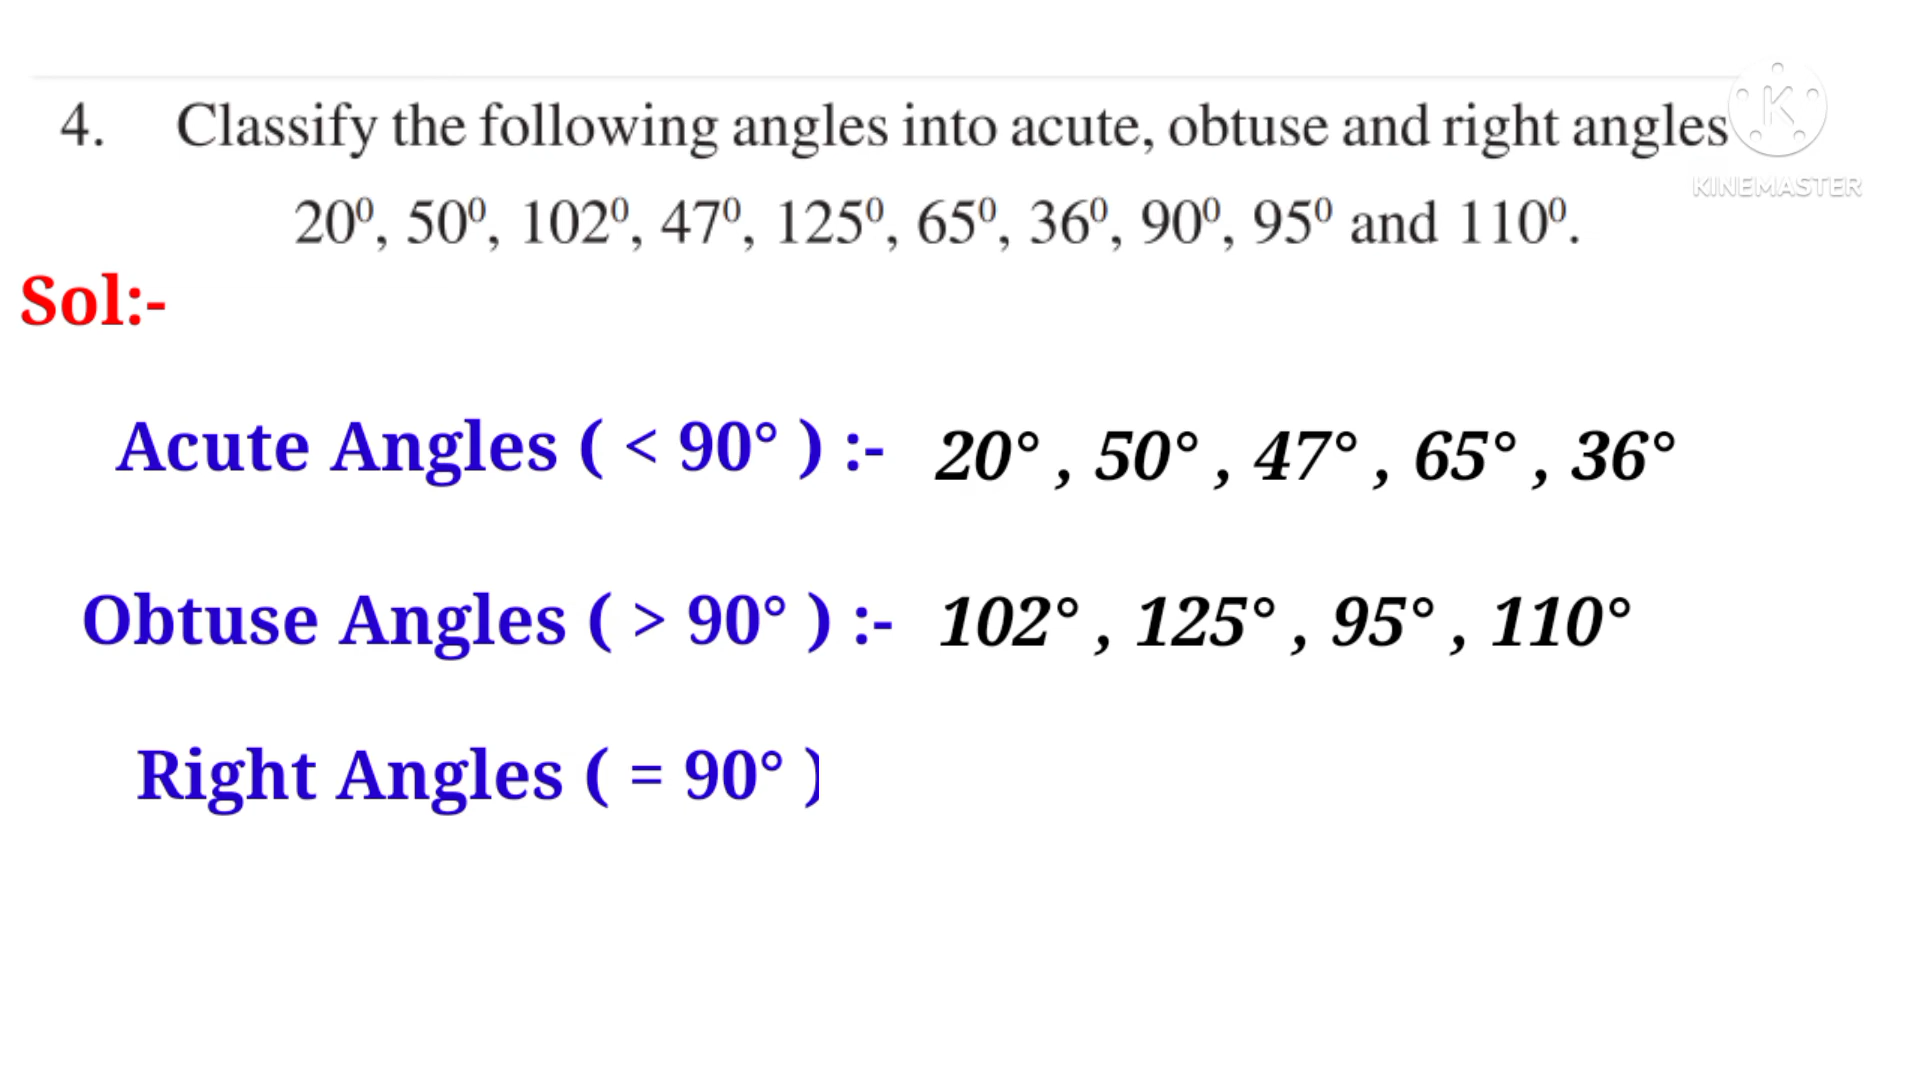 4. Classify the following angles into acute, obtuse and right angles
K
KINEMASTER
20⁰, 50⁰, 102⁰, 47⁰, 125⁰, 65⁰, 36⁰, 90⁰, 95⁰ and 110⁰.
Sol:-
Acute Angles ( < 90° ) :- 20° , 50° , 47° , 65° , 36°
Obtuse Angles ( > 90° ) :- 102° , 125° , 95° , 110°
Right Angles ( = 90° )